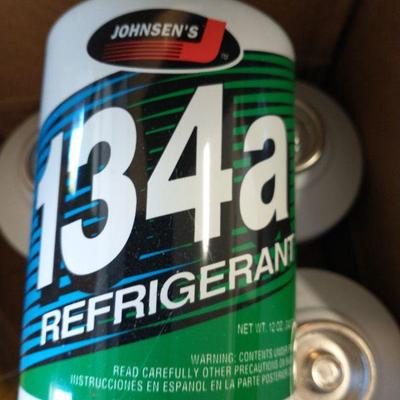 JOHNSEN'S
134a
REFRIGERANT
NET WT. 12 OZ.
WARNING: CONTENTS UNDER
READ CAREFULLY OTHER PRECAUTIONS ON
INSTRUCCIONES EN ESPANOL EN LA PARTE POSTERIOR